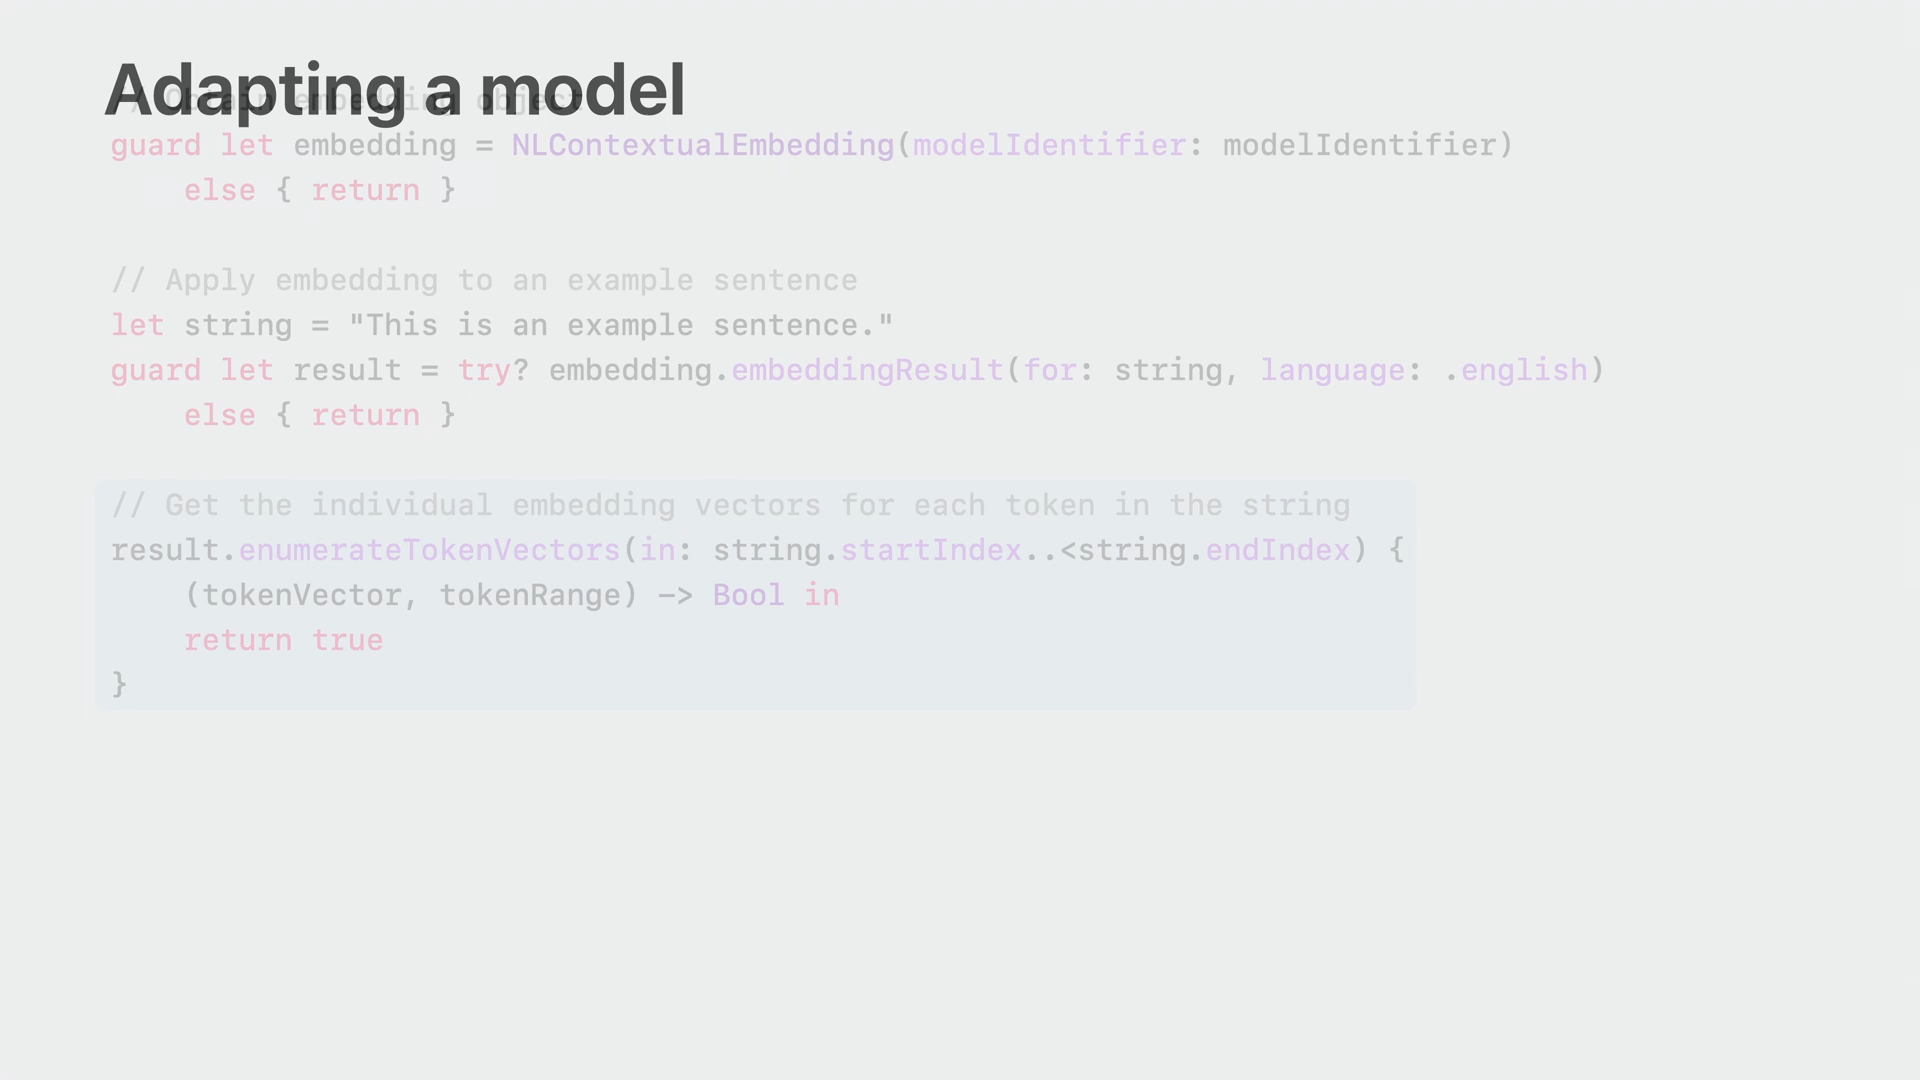 Adapting a model
// Obtain embedding object
guard let embedding = NLContextualEmbedding(modelIdentifier: modelIdentifier)
    else { return }
// Apply embedding to an example sentence
let string = "This is an example sentence."
guard let result = try? embedding.embeddingResult(for: string, language: .english)
    else { return }
// Get the individual embedding vectors for each token in the string
result.enumerateTokenVectors(in: string.startIndex..<string.endIndex) {
    (tokenVector, tokenRange) -> Bool in
    return true
}